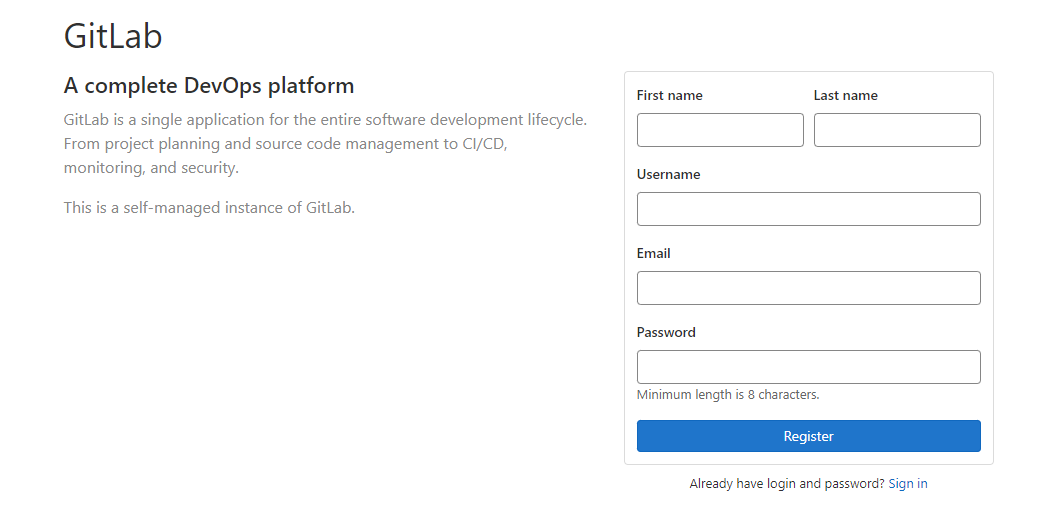 GitLab
A complete DevOps platform
GitLab is a single application for the entire software development lifecycle.
From project planning and source code management to CI/CD,
monitoring, and security.
This is a self-managed instance of GitLab.
First name
Last name
Username
Email
Password
Minimum length is 8 characters.
Register
Already have login and password? Sign in